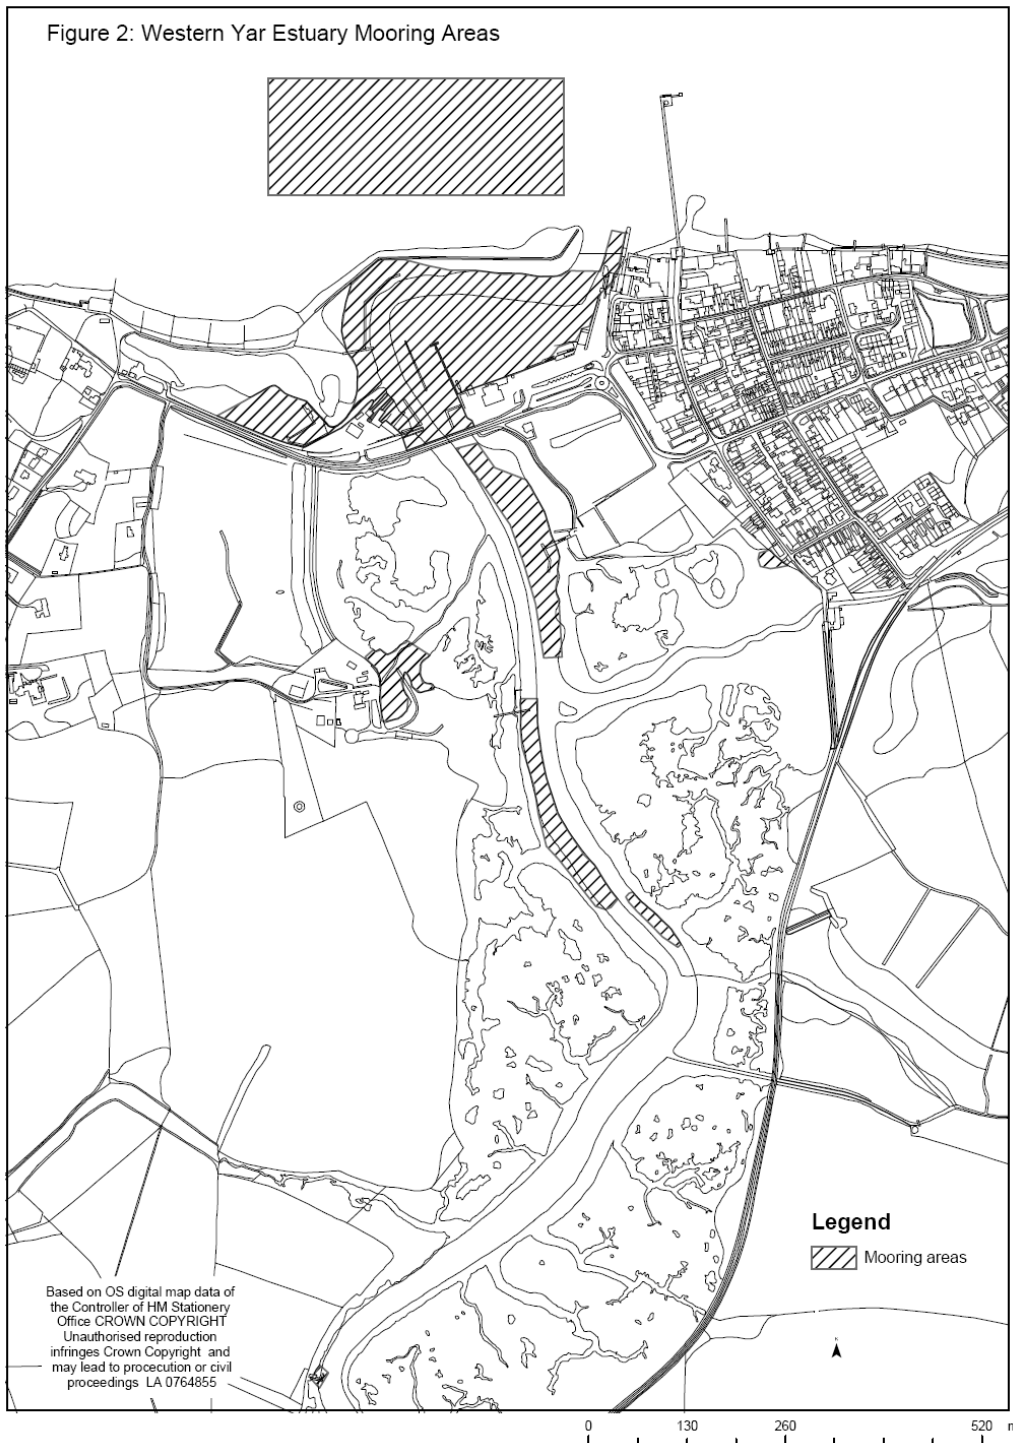 Figure 2: Western Yar Estuary Mooring Areas
Legend
Mooring areas
Based on OS digital map data of
the Controller of HM Stationery
Office CROWN COPYRIGHT
Unauthorised reproduction
infringes Crown Copyright and
may lead to procecution or civil
proceedings LA 0764855
0 130 260 520